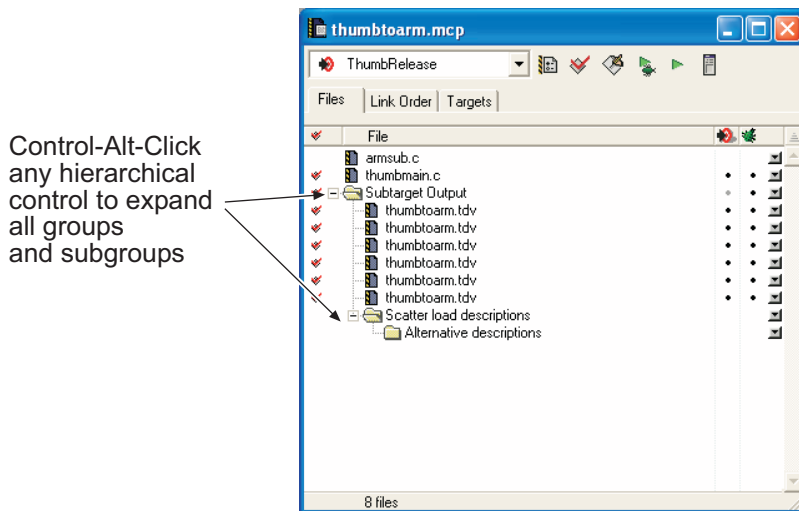 thumbtoarm.mcp
ThumbRelease
Files
Link Order
Targets
File
armsub.c
thumbmain.c
Subtarget Output
thumbtoarm.tdv
thumbtoarm.tdv
thumbtoarm.tdv
thumbtoarm.tdv
thumbtoarm.tdv
thumbtoarm.tdv
Scatter load descriptions
Alternative descriptions
8 files
Control-Alt-Click
any hierarchical
control to expand
all groups
and subgroups